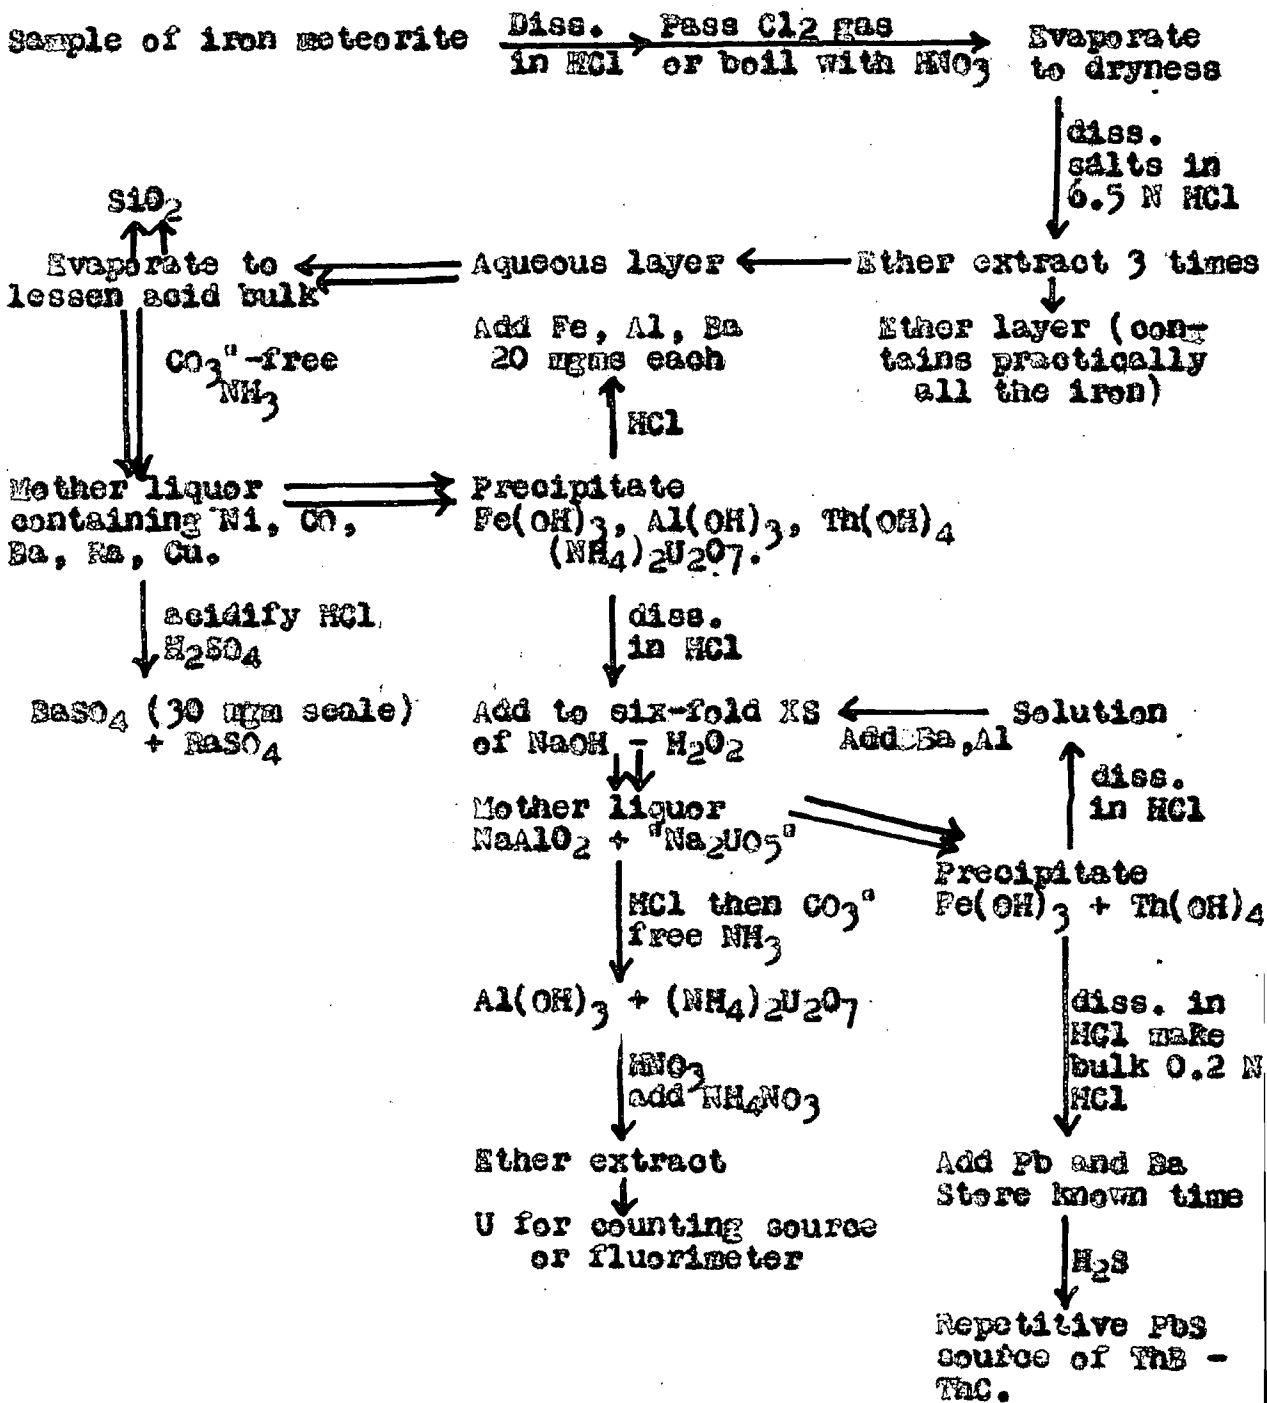 Sample of iron meteorite
Diss.
in HCl
Pass Cl2 gas
or boil with HNO3
Evaporate
to dryness
diss.
salts in
6.5 N HCl
SiO2
Evaporate to
lessen acid bulk
Aqueous layer
Ether extract 3 times
Add Fe, Al, Ba
20 mgms each
Ether layer (con-
tains practically
all the iron)
CO3"-free
NH3
HCl
Mother liquor
containing Ni, Co,
Ba, Ra, Cu.
Precipitate
Fe(OH)3, Al(OH)3, Th(OH)4
(NH4)2U2O7.
acidify HCl
H2SO4
diss.
in HCl
BaSO4 (30 mgm scale)
+ RaSO4
Add to six-fold XS
of NaOH - H2O2
Add Ba,Al
Solution
diss.
in HCl
Mother liquor
NaAlO2 + "Na2UO5"
Precipitate
Fe(OH)3 + Th(OH)4
HCl then CO3"
free NH3
Al(OH)3 + (NH4)2U2O7
diss. in
HCl make
bulk 0.2 N
HCl
HNO3
add NH4NO3
Ether extract
Add Pb and Ba
Store known time
U for counting source
or fluorimeter
H2S
Repetitive PbS
source of ThB -
ThC.